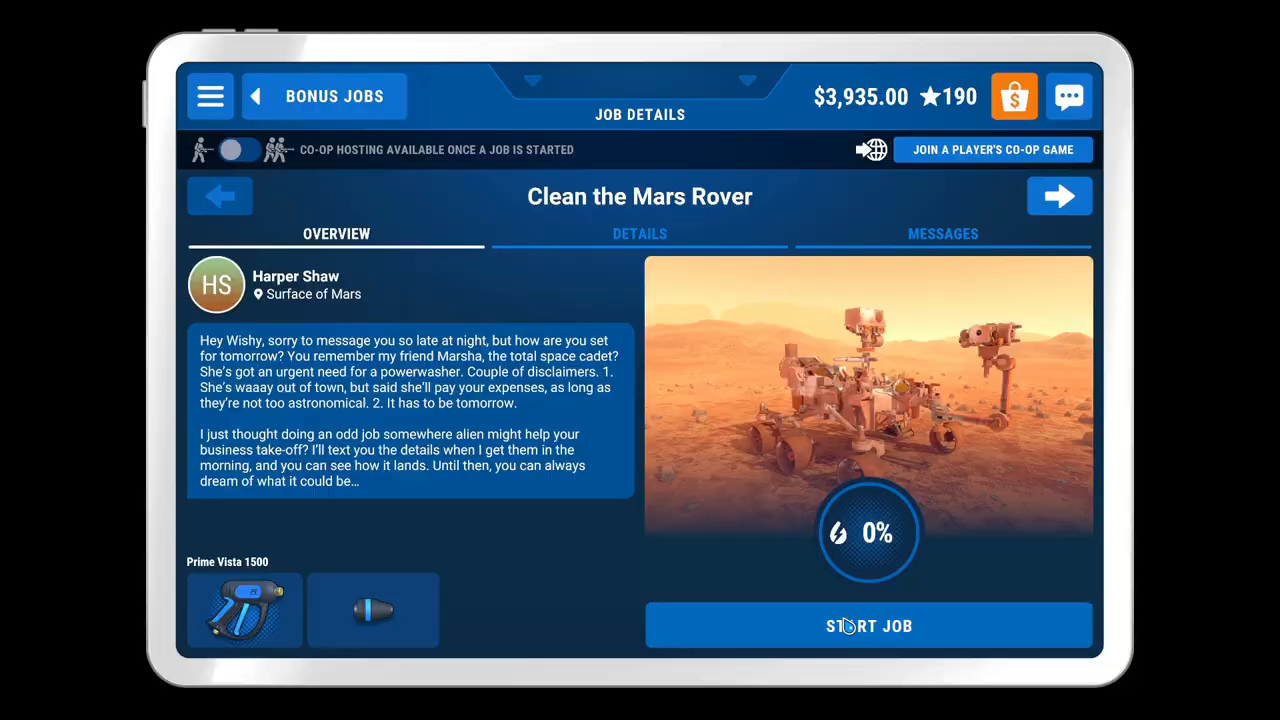 BONUS JOBS
JOB DETAILS
$3,935.00 ★190
CO-OP HOSTING AVAILABLE ONCE A JOB IS STARTED
JOIN A PLAYER'S CO-OP GAME
Clean the Mars Rover
OVERVIEW
DETAILS
MESSAGES
HS
Harper Shaw
Surface of Mars
Hey Wishy, sorry to message you so late at night, but how are you set
for tomorrow? You remember my friend Marsha, the total space cadet?
She's got an urgent need for a powerwasher. Couple of disclaimers. 1.
She's waaay out of town, but said she'll pay your expenses, as long as
they're not too astronomical. 2. It has to be tomorrow.
I just thought doing an odd job somewhere alien might help your
business take-off? I'll text you the details when I get them in the
morning, and you can see how it lands. Until then, you can always
dream of what it could be…
0%
Prime Vista 1500
START JOB